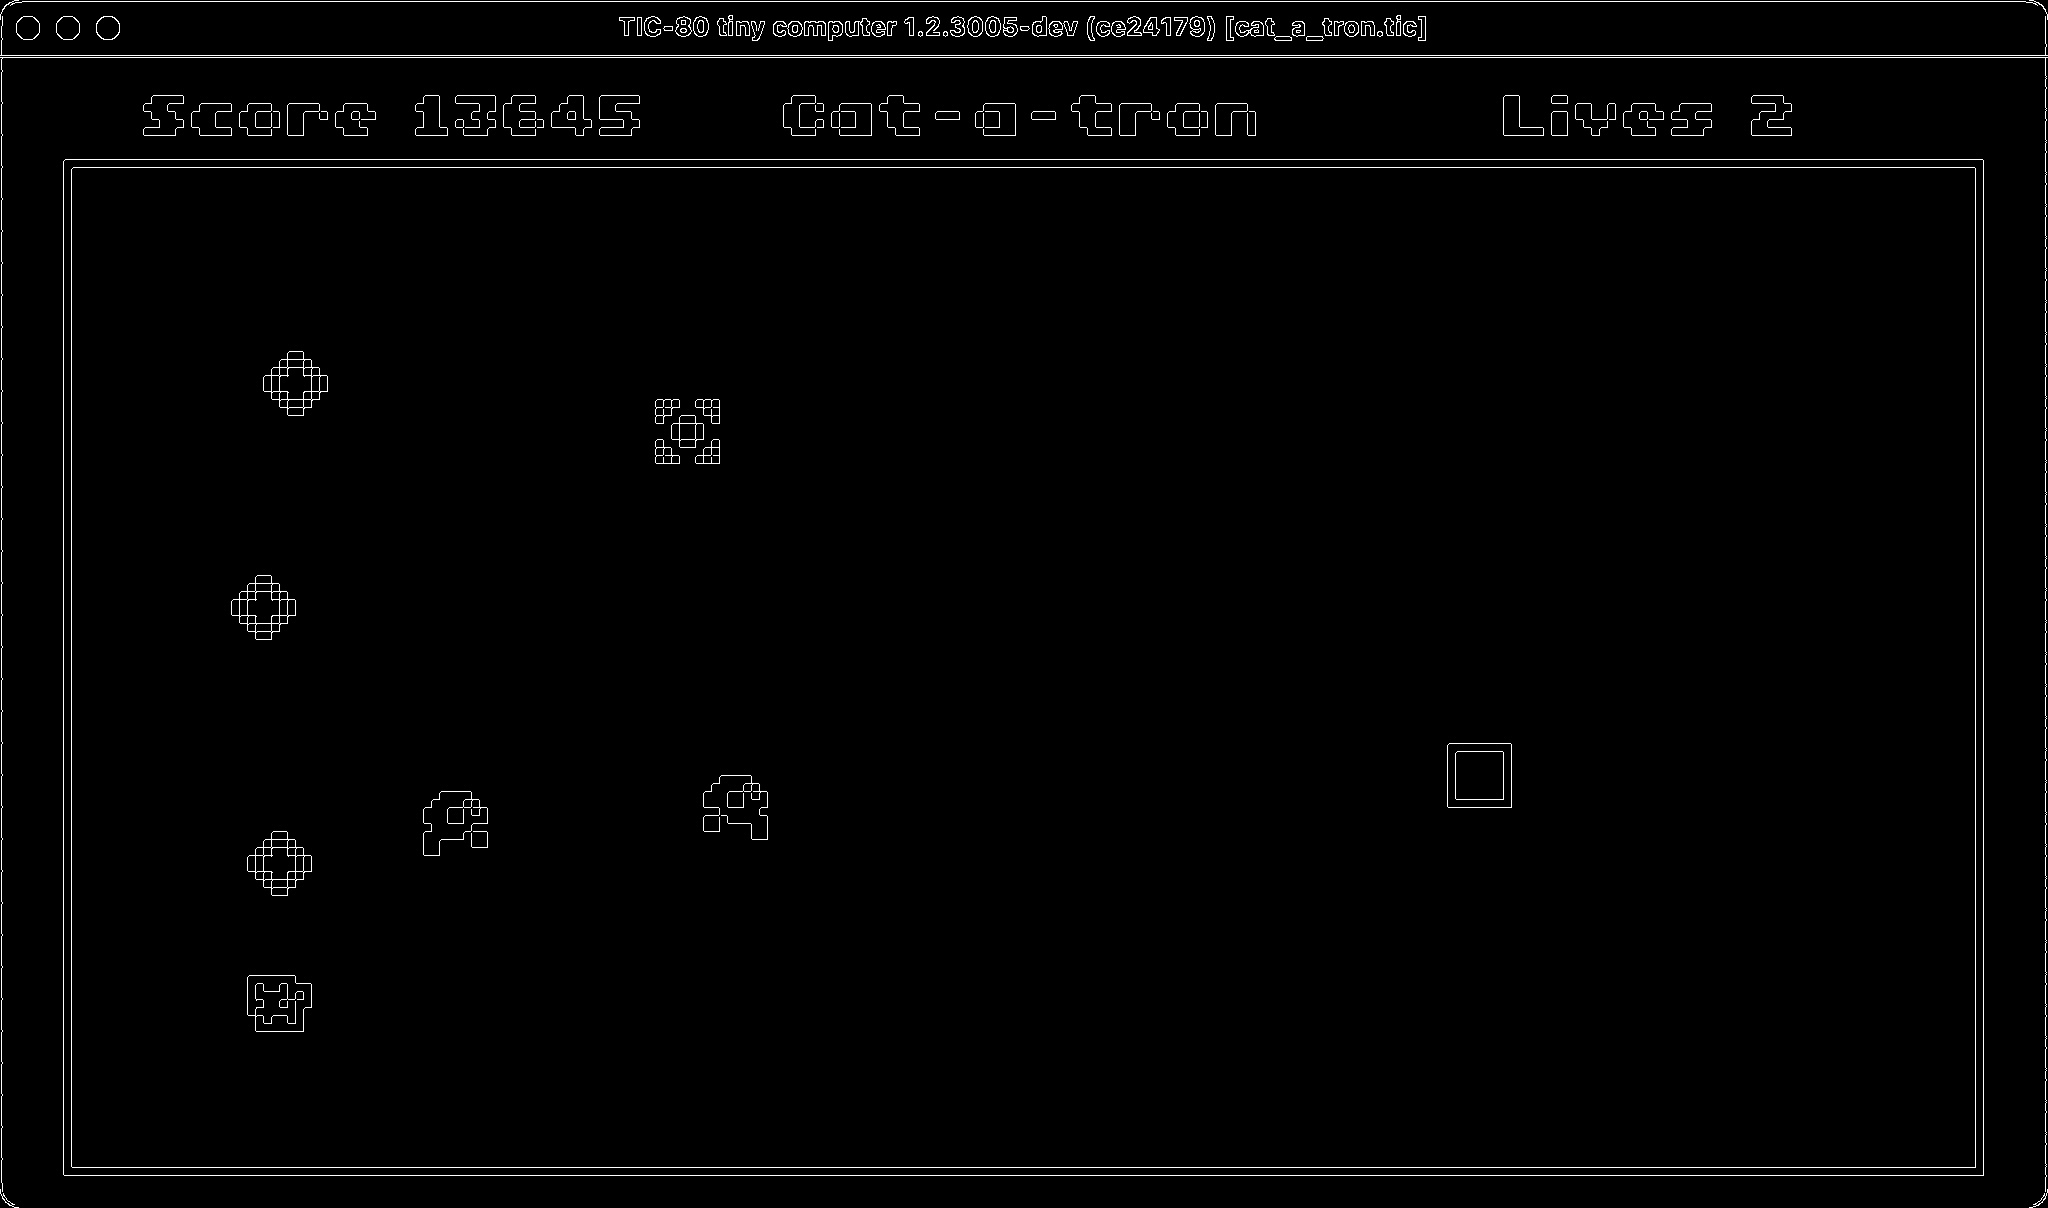 TIC-80 tiny computer 1.2.3005-dev (ce24179) [cat_a_tron.tic]
Score 13645 Cat-a-tron Lives 2